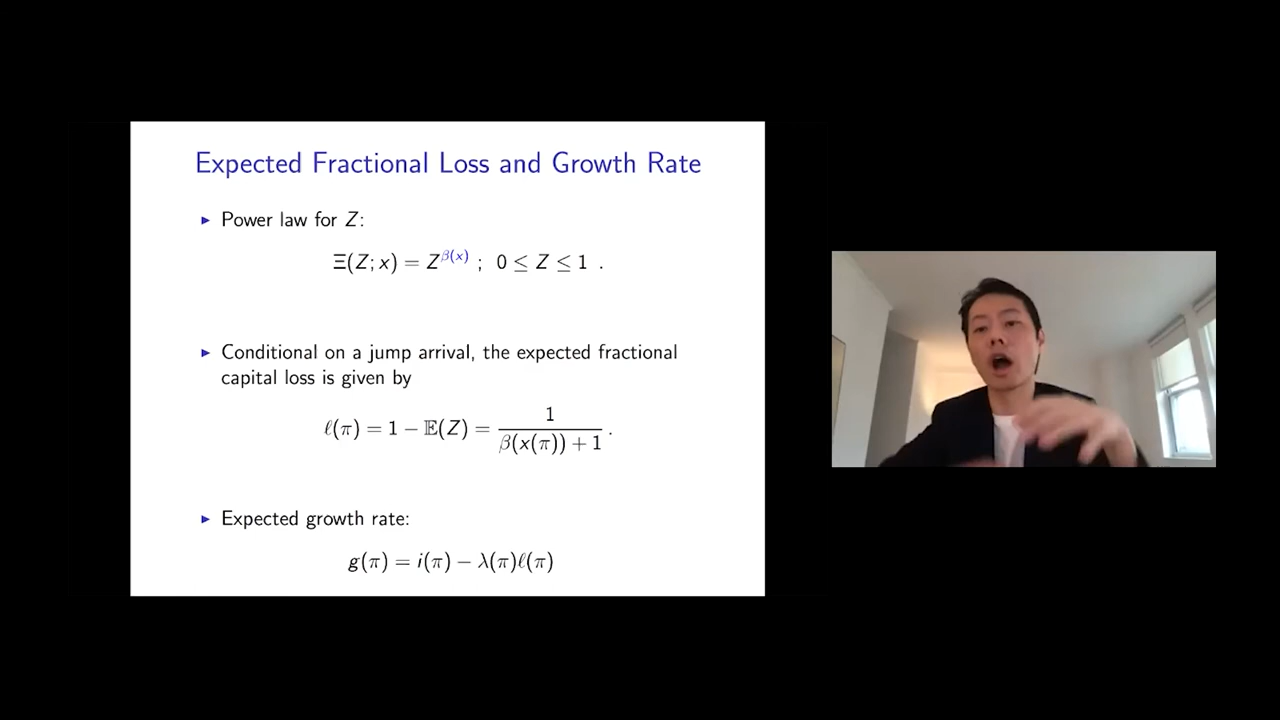 Expected Fractional Loss and Growth Rate
▶ Power law for Z:
Ξ(Z; x) = Z^β(x) ; 0 ≤ Z ≤ 1 .
▶ Conditional on a jump arrival, the expected fractional
capital loss is given by
ℓ(π) = 1 − 𝔼(Z) = 1 / (β(x(π)) + 1) .
▶ Expected growth rate:
g(π) = i(π) − λ(π)ℓ(π)